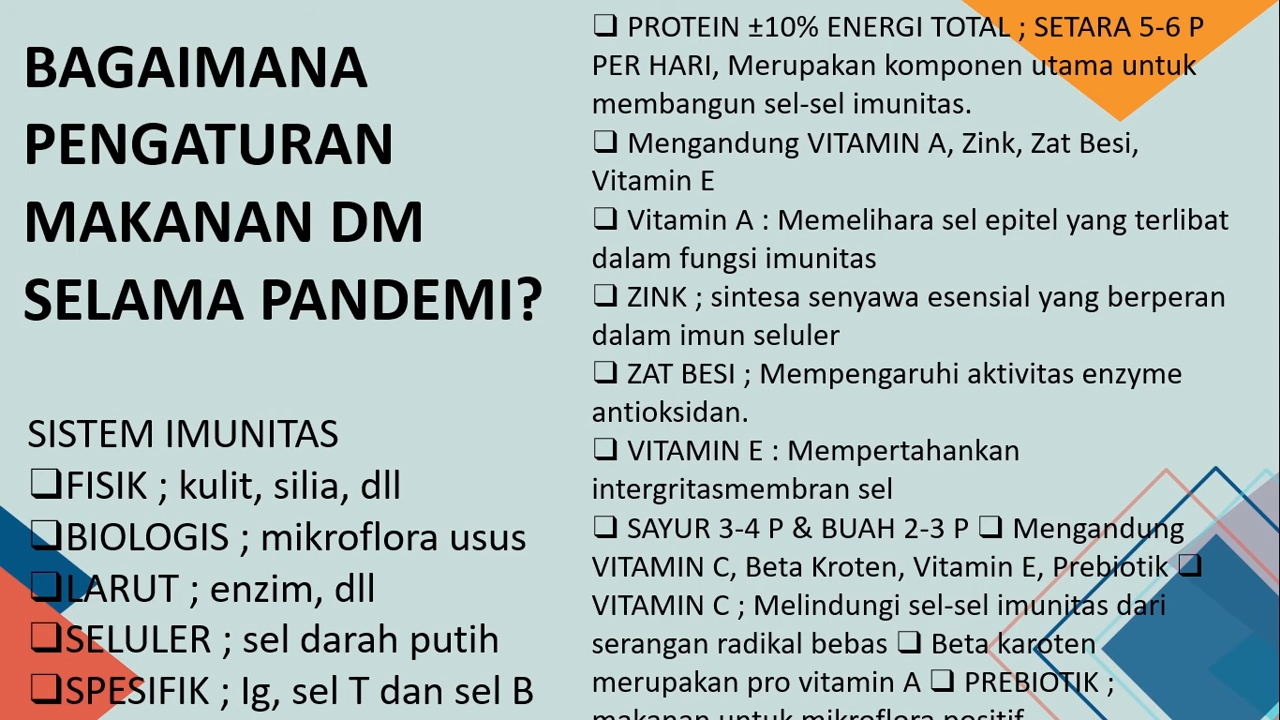 BAGAIMANA
PENGATURAN
MAKANAN DM
SELAMA PANDEMI?
SISTEM IMUNITAS
❑FISIK ; kulit, silia, dll
❑BIOLOGIS ; mikroflora usus
❑LARUT ; enzim, dll
❑SELULER ; sel darah putih
❑SPESIFIK ; Ig, sel T dan sel B
❑ PROTEIN ±10% ENERGI TOTAL ; SETARA 5-6 P
PER HARI, Merupakan komponen utama untuk
membangun sel-sel imunitas.
❑ Mengandung VITAMIN A, Zink, Zat Besi,
Vitamin E
❑ Vitamin A : Memelihara sel epitel yang terlibat
dalam fungsi imunitas
❑ ZINK ; sintesa senyawa esensial yang berperan
dalam imun seluler
❑ ZAT BESI ; Mempengaruhi aktivitas enzyme
antioksidan.
❑ VITAMIN E : Mempertahankan
intergritasmembran sel
❑ SAYUR 3-4 P & BUAH 2-3 P ❑ Mengandung
VITAMIN C, Beta Kroten, Vitamin E, Prebiotik ❑
VITAMIN C ; Melindungi sel-sel imunitas dari
serangan radikal bebas ❑ Beta karoten
merupakan pro vitamin A ❑ PREBIOTIK ;
makanan untuk mikroflora positif